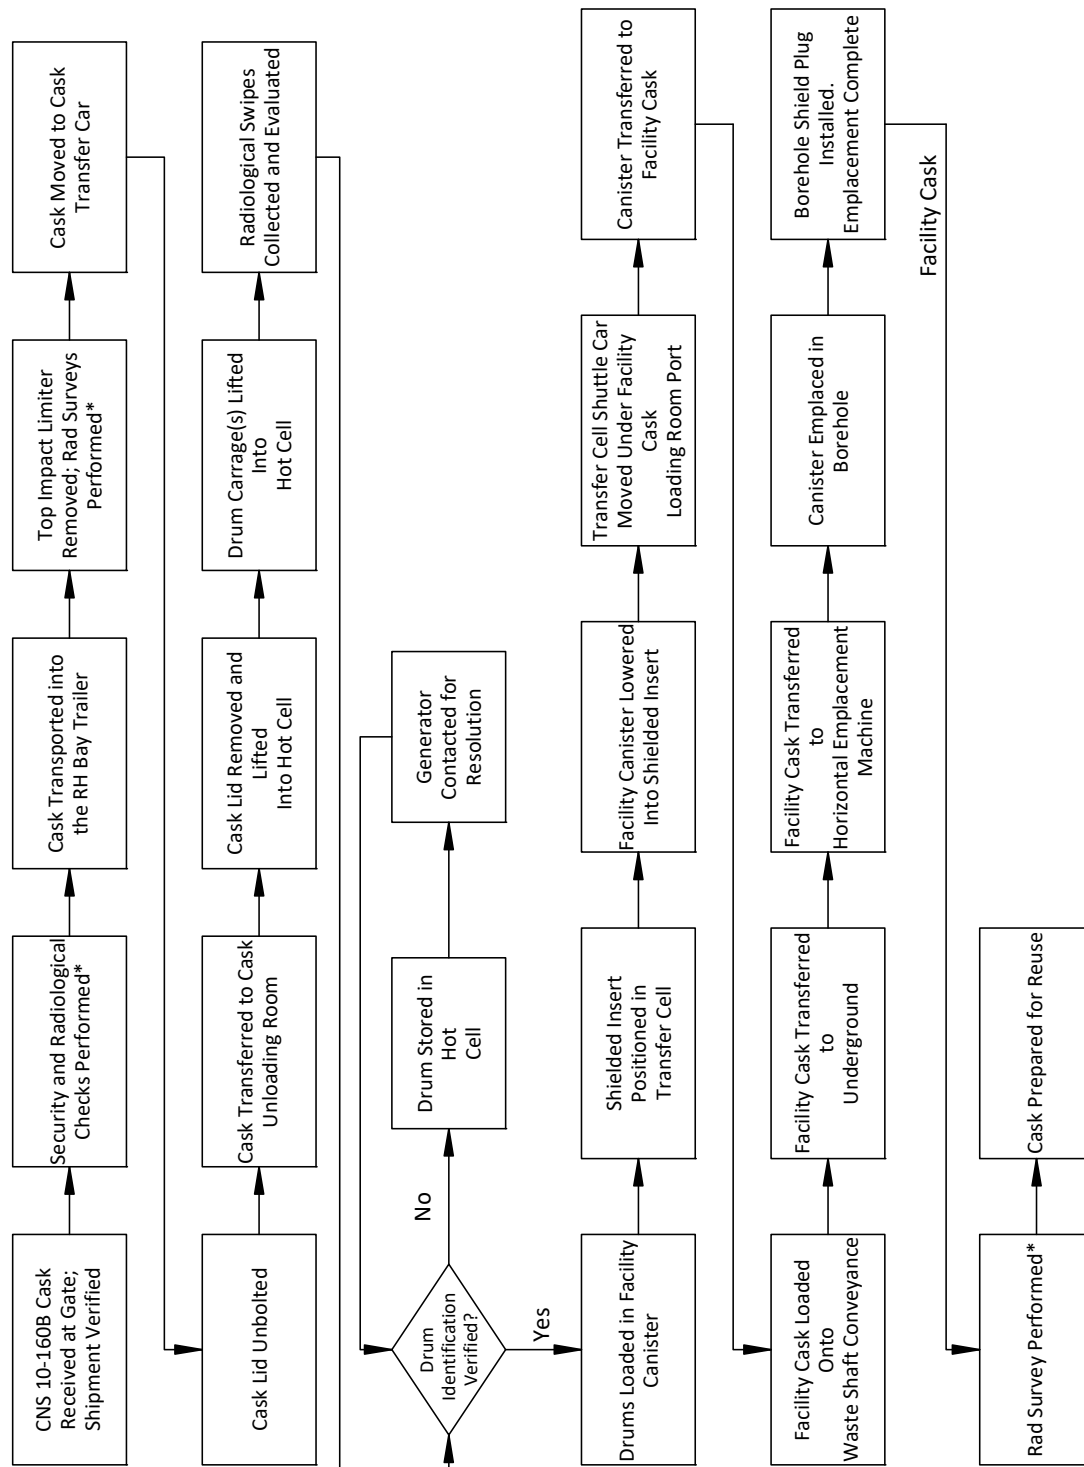 CNS 10-160B Cask
Received at Gate;
Shipment Verified
Security and Radiological
Checks Performed*
Cask Transported into
the RH Bay Trailer
Top Impact Limiter
Removed; Rad Surveys
Performed*
Cask Moved to Cask
Transfer Car
Cask Lid Unbolted
Cask Transferred to Cask
Unloading Room
Cask Lid Removed and
Lifted
Into Hot Cell
Drum Carrage(s) Lifted
Into
Hot Cell
Radiological Swipes
Collected and Evaluated
Drum
Identification
Verified?
No
Drum Stored in
Hot
Cell
Generator
Contacted for
Resolution
Yes
Drums Loaded in Facility
Canister
Shielded Insert
Positioned in
Transfer Cell
Facility Canister Lowered
Into Shielded Insert
Transfer Cell Shuttle Car
Moved Under Facility
Cask
Loading Room Port
Canister Transferred to
Facility Cask
Facility Cask Loaded
Onto
Waste Shaft Conveyance
Facility Cask Transferred
to
Underground
Facility Cask Transferred
to
Horizontal Emplacement
Machine
Canister Emplaced in
Borehole
Borehole Shield Plug
Installed.
Emplacement Complete
Facility Cask
Rad Survey Performed*
Cask Prepared for Reuse